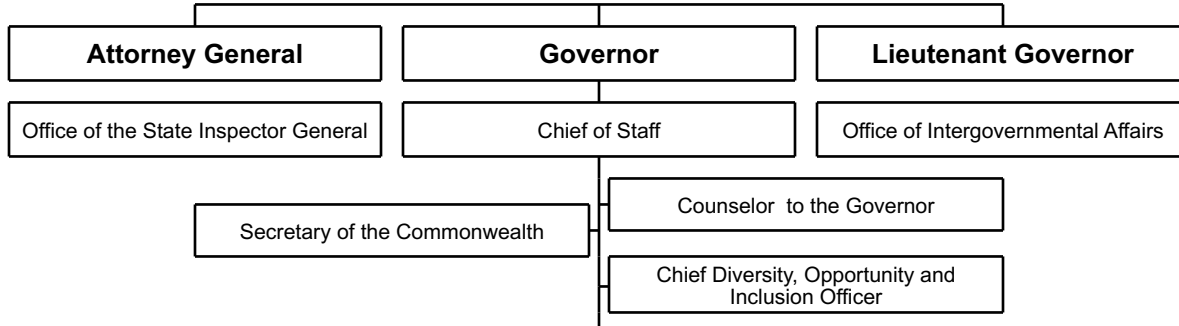 Attorney General
Governor
Lieutenant Governor
Office of the State Inspector General
Chief of Staff
Office of Intergovernmental Affairs
Counselor to the Governor
Secretary of the Commonwealth
Chief Diversity, Opportunity and
Inclusion Officer